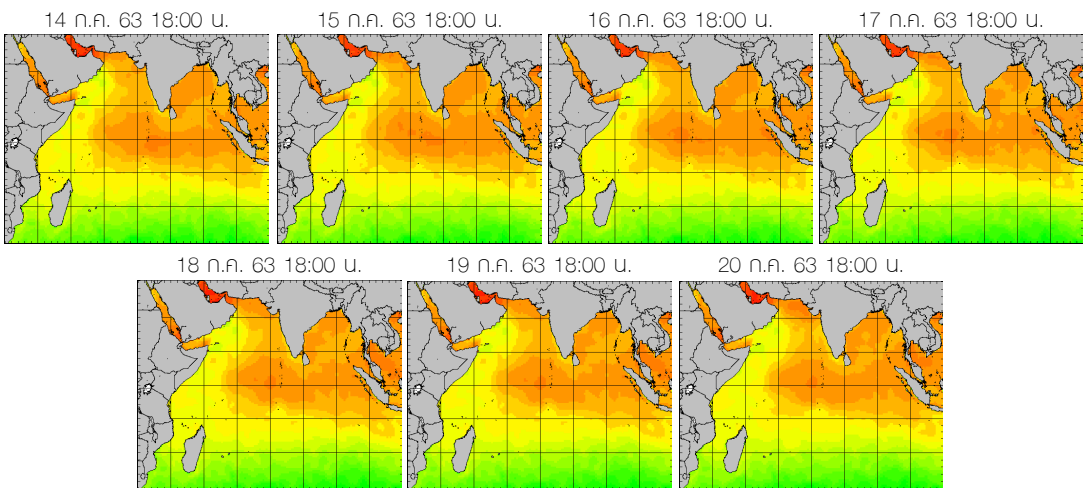 14 ก.ค. 63 18:00 น.
15 ก.ค. 63 18:00 น.
16 ก.ค. 63 18:00 น.
17 ก.ค. 63 18:00 น.
18 ก.ค. 63 18:00 น.
19 ก.ค. 63 18:00 น.
20 ก.ค. 63 18:00 น.